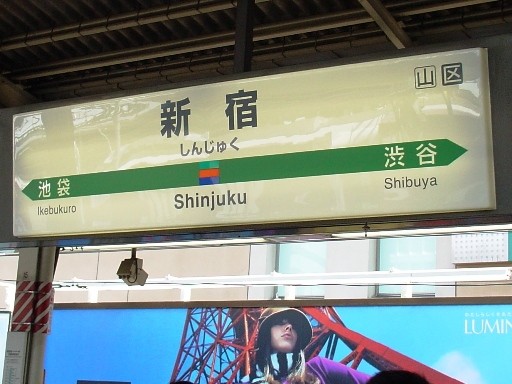 山 区
新宿
しんじゅく
池袋
渋谷
Ikebukuro
Shinjuku
Shibuya
LUMIN